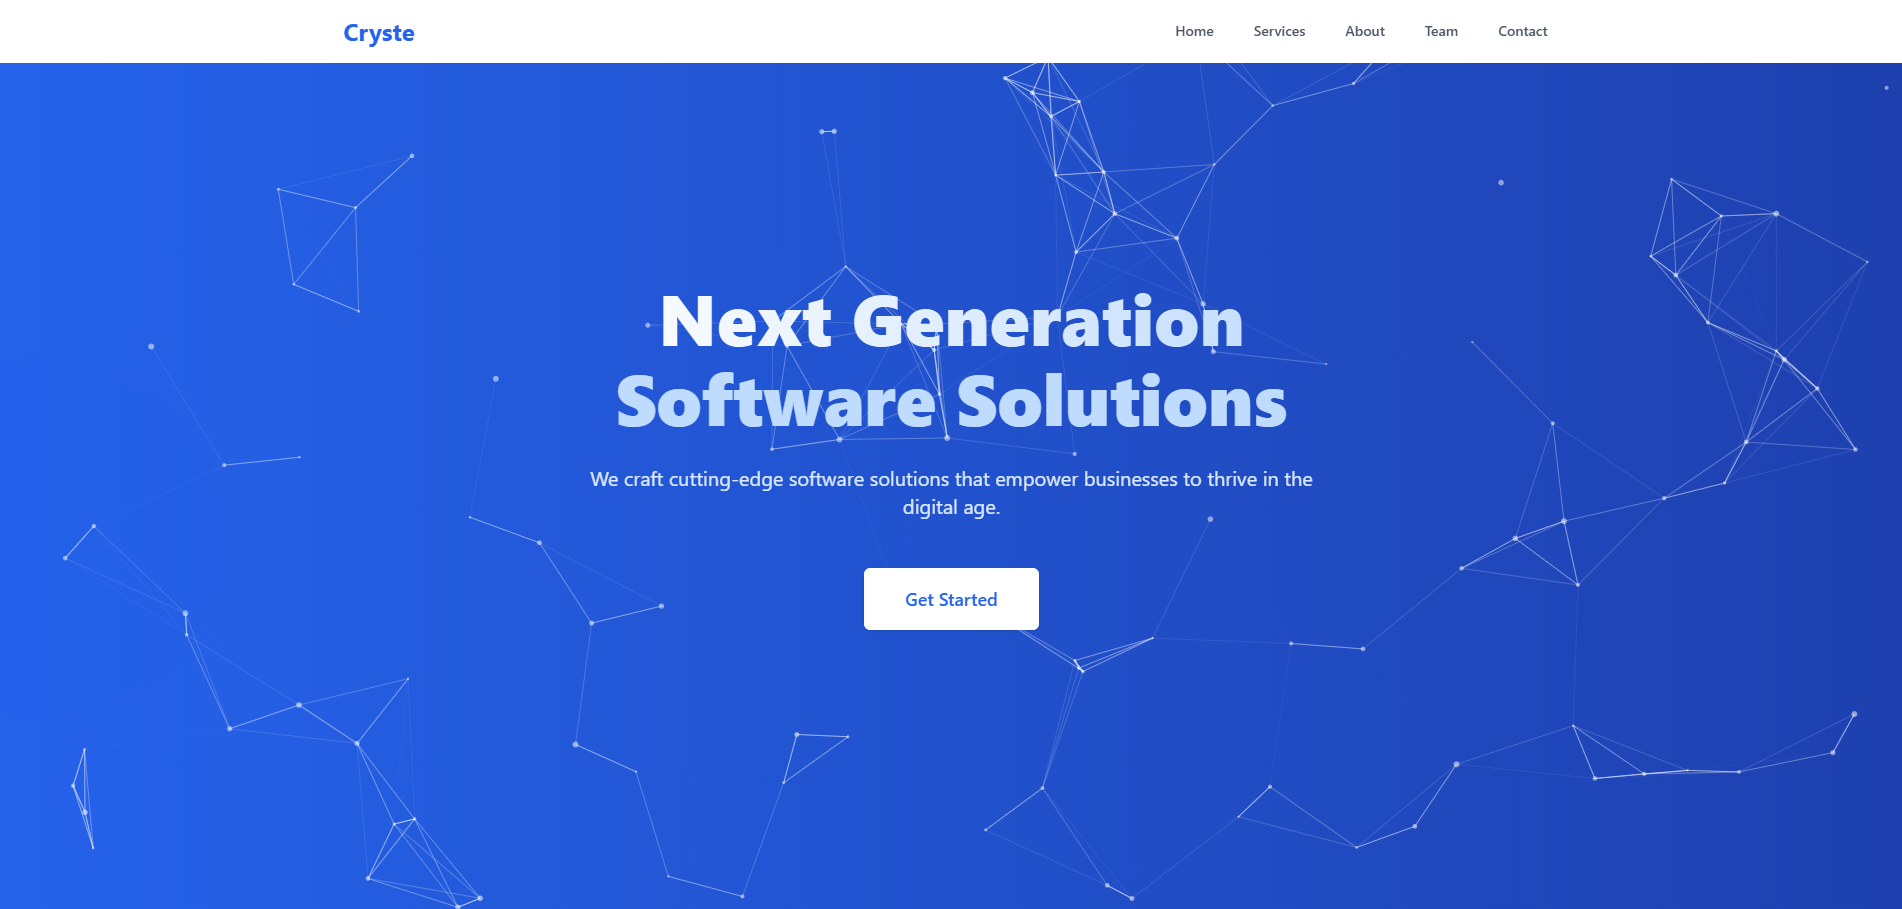 Cryste
Home Services About Team Contact
Next Generation
Software Solutions
We craft cutting-edge software solutions that empower businesses to thrive in the
digital age.
Get Started